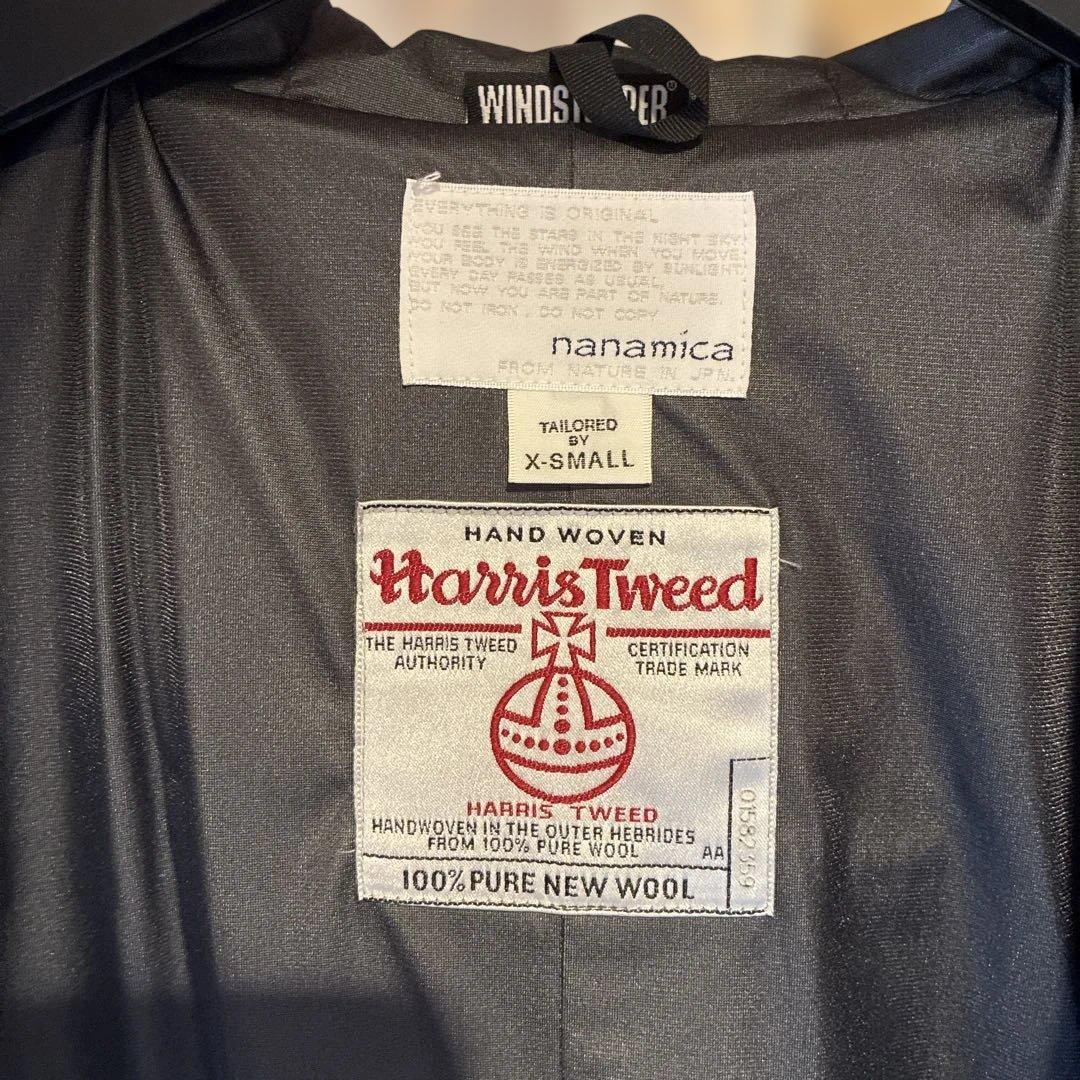 WINDSTOPPER®
EVERYTHING IS ORIGINAL
YOU SEE THE STARS IN THE NIGHT SKY,
YOU FEEL THE WIND WHEN YOU MOVE,
YOUR BODY IS ENERGIZED BY SUNLIGHT.
EVERY DAY PASSES AS USUAL,
BUT NOW YOU ARE PART OF NATURE.
DO NOT IRON , DO NOT COPY
nanamica
FROM NATURE IN JPN.
TAILORED
BY
X-SMALL
HAND WOVEN
Harris Tweed
THE HARRIS TWEED
AUTHORITY
CERTIFICATION
TRADE MARK
HARRIS TWEED
HANDWOVEN IN THE OUTER HEBRIDES
FROM 100% PURE WOOL
AA
01582359
100% PURE NEW WOOL